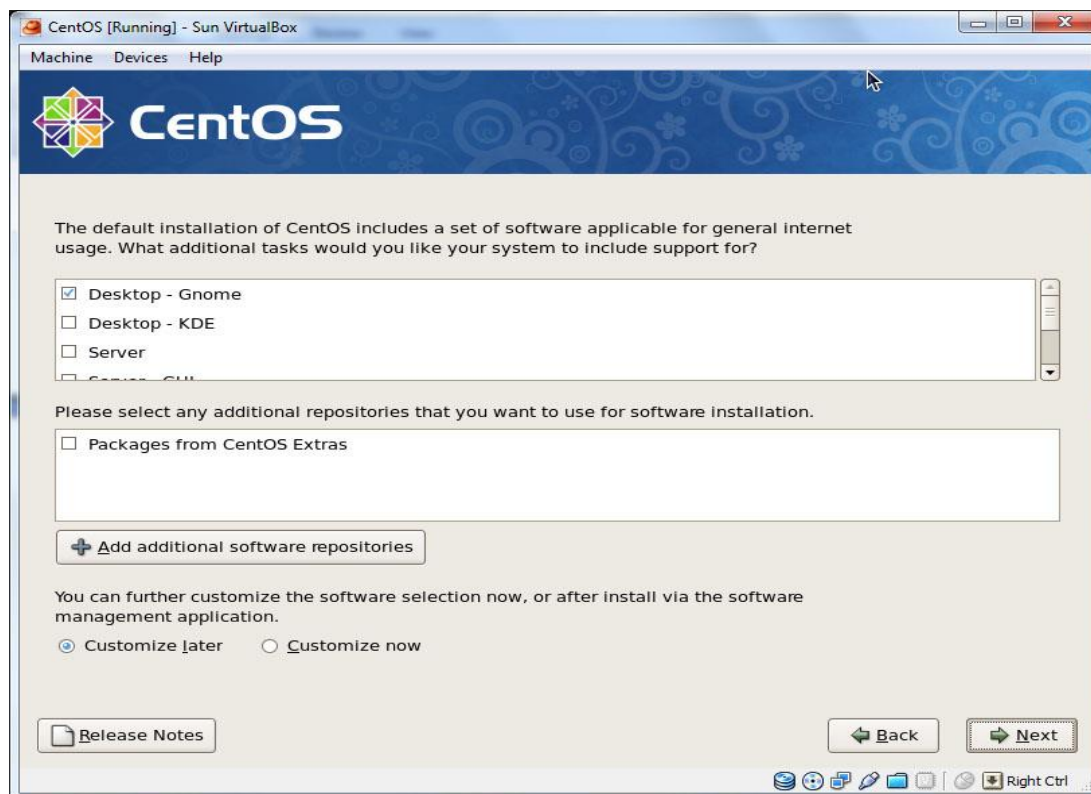 CentOS [Running] - Sun VirtualBox
Machine Devices Help
CentOS
The default installation of CentOS includes a set of software applicable for general internet
usage. What additional tasks would you like your system to include support for?
Desktop - Gnome
Desktop - KDE
Server
Server - GUI
Please select any additional repositories that you want to use for software installation.
Packages from CentOS Extras
Add additional software repositories
You can further customize the software selection now, or after install via the software
management application.
Customize later Customize now
Release Notes Back Next
Right Ctrl